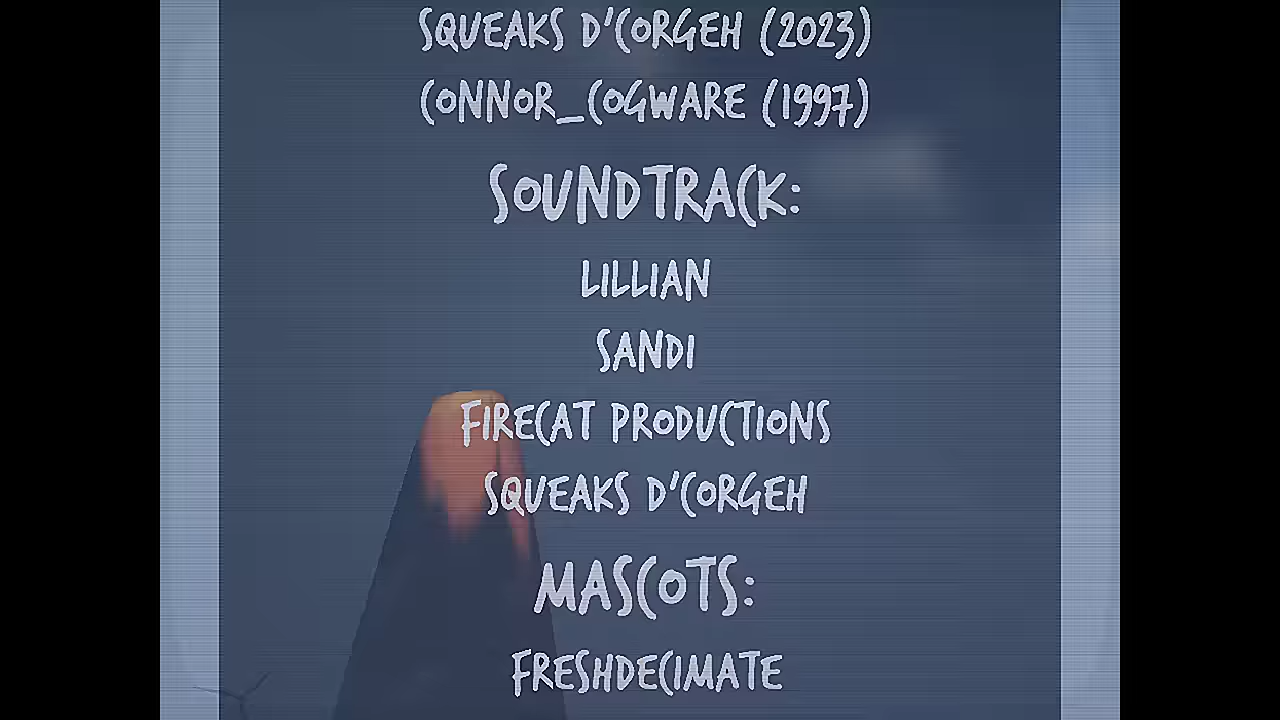 SQUEAKS D'CORGEH (2023)
CONNOR_COGWARE (1997)
SOUNDTRACK:
LILLIAN
SANDI
FIRECAT PRODUCTIONS
SQUEAKS D'CORGEH
MASCOTS:
FRESHDECIMATE